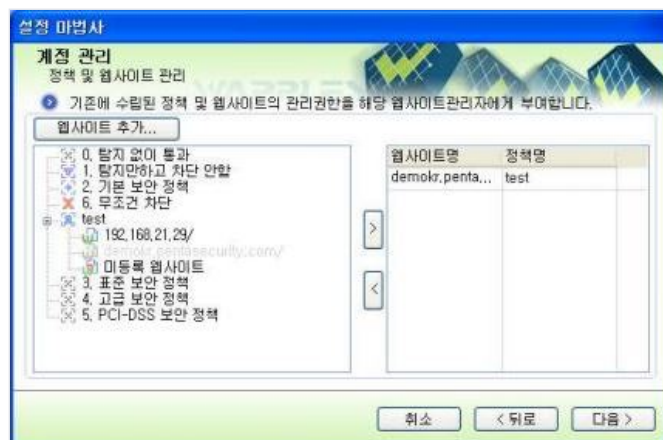 설정 마법사
계정 관리
정책 및 웹사이트 관리
기존에 수립된 정책 및 웹사이트의 관리권한을 해당 웹사이트관리자에게 부여합니다.
웹사이트 추가...
0. 탐지 없이 통과
1. 탐지만하고 차단 안함
2. 기본 보안 정책
6. 무조건 차단
test
192.168.21.29/
demokr.pentasecurity.com/
미등록 웹사이트
3. 표준 보안 정책
4. 고급 보안 정책
5. PCI-DSS 보안 정책
>
<
웹사이트명 정책명
demokr.penta... test
취소 < 뒤로 다음 >